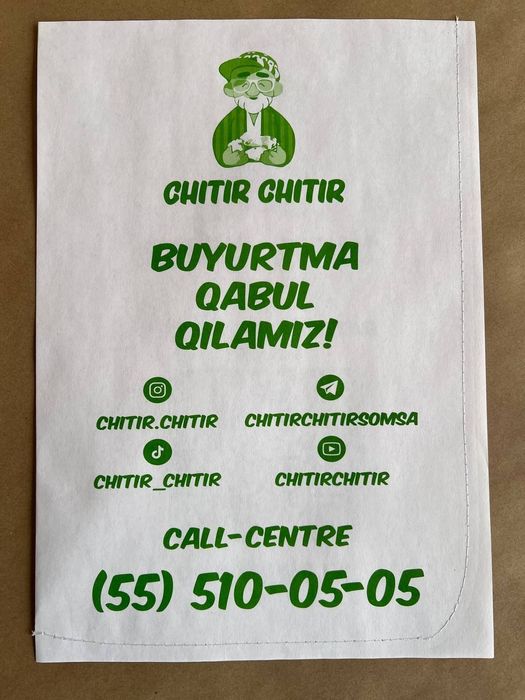 CHITIR CHITIR
BUYURTMA
QABUL
QILAMIZ!
CHITIR.CHITIR
CHITIRCHITIRSOMSA
CHITIR_CHITIR
CHITIRCHITIR
CALL-CENTRE
(55) 510-05-05